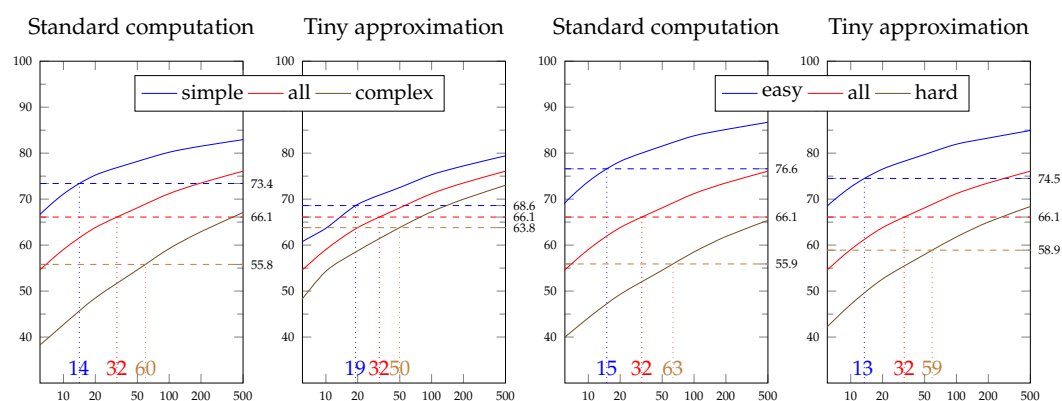 Standard computation Tiny approximation Standard computation Tiny approximation
100 100 100 100
simple all complex easy all hard
90 90 90 90
80 80 80 80
76.6
73.4 74.5
70 70 70 70
68.6
66.1 66.1 66.1 66.1
63.8
60 60 60 60
58.9
55.8 55.9
50 50 50 50
40 40 40 40
14 32 60 19 32 50 15 32 63 13 32 59
10 20 50 100 200 500 10 20 50 100 200 500 10 20 50 100 200 500 10 20 50 100 200 500